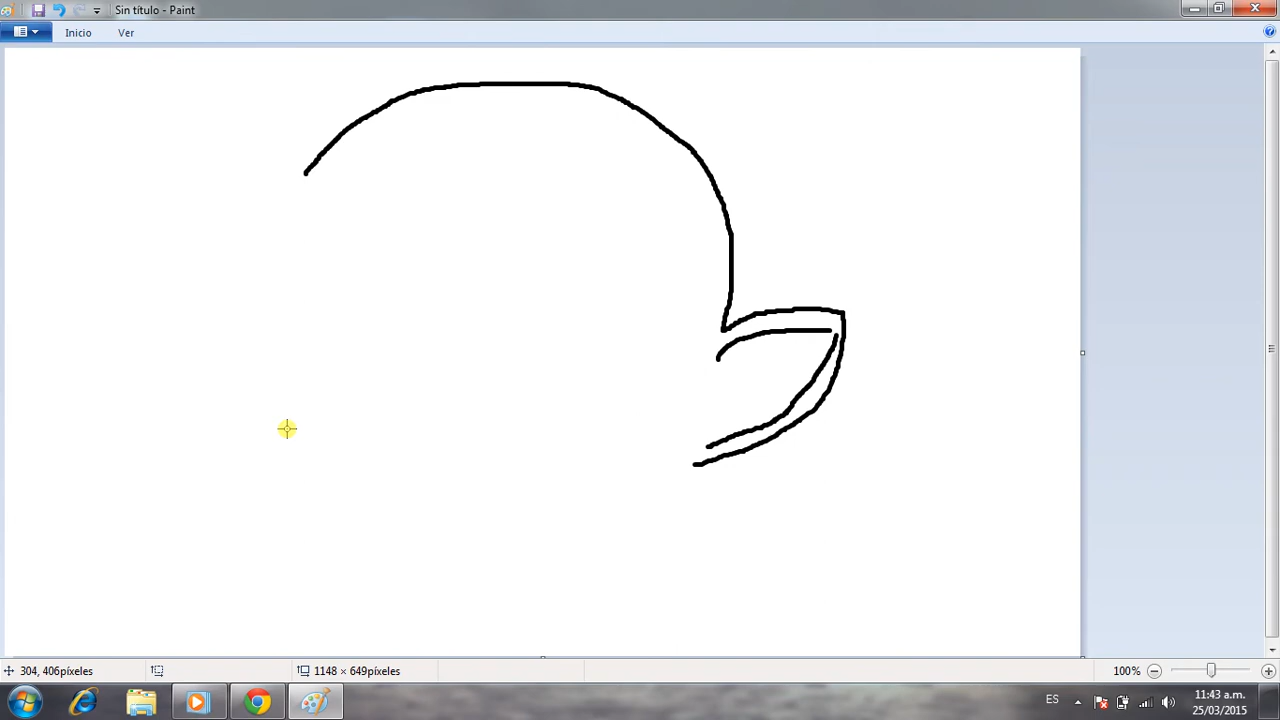 Sin título - Paint
Inicio Ver
304, 406píxeles 1148 × 649píxeles 100%
ES 11:43 a.m.
25/03/2015